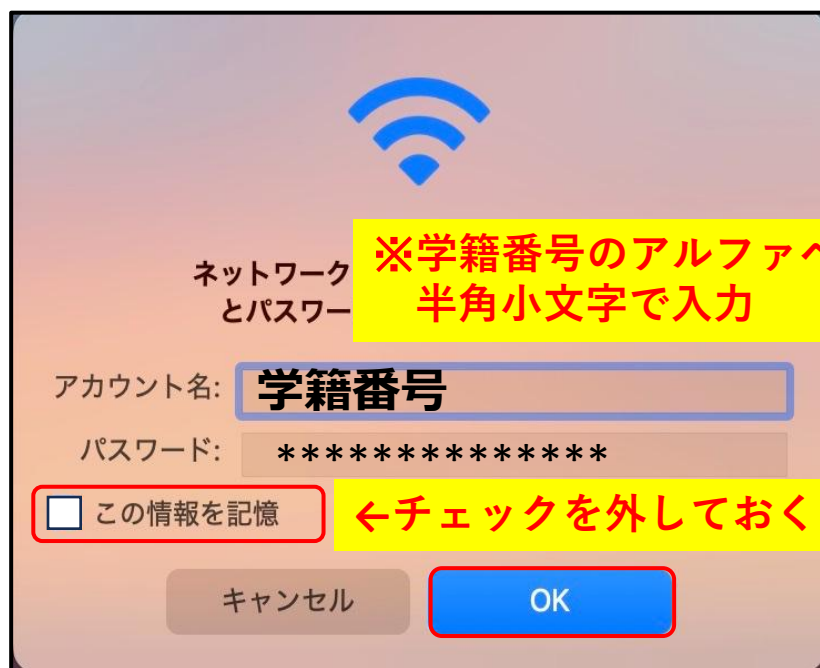 ※学籍番号のアルファベ
半角小文字で入力
ネットワーク
とパスワー
アカウント名: 学籍番号
パスワード: **************
この情報を記憶 ←チェックを外しておく
キャンセル OK